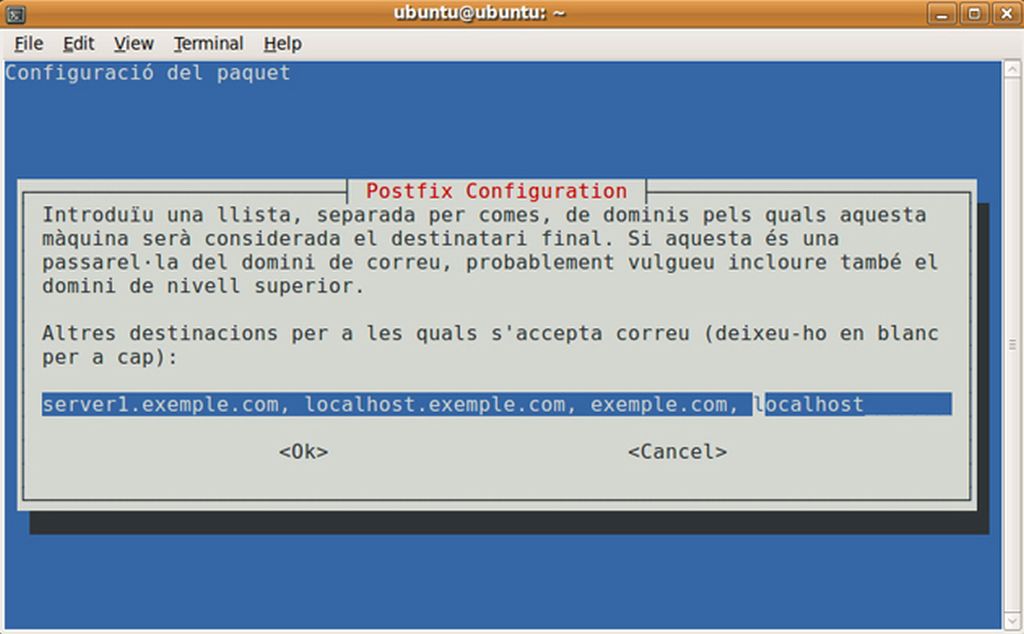 ubuntu@ubuntu: ~
File Edit View Terminal Help
Configuració del paquet
Postfix Configuration
Introduïu una llista, separada per comes, de dominis pels quals aquesta
màquina serà considerada el destinatari final. Si aquesta és una
passarel·la del domini de correu, probablement vulgueu incloure també el
domini de nivell superior.
Altres destinacions per a les quals s'accepta correu (deixeu-ho en blanc
per a cap):
server1.exemple.com, localhost.exemple.com, exemple.com, localhost
<Ok> <Cancel>